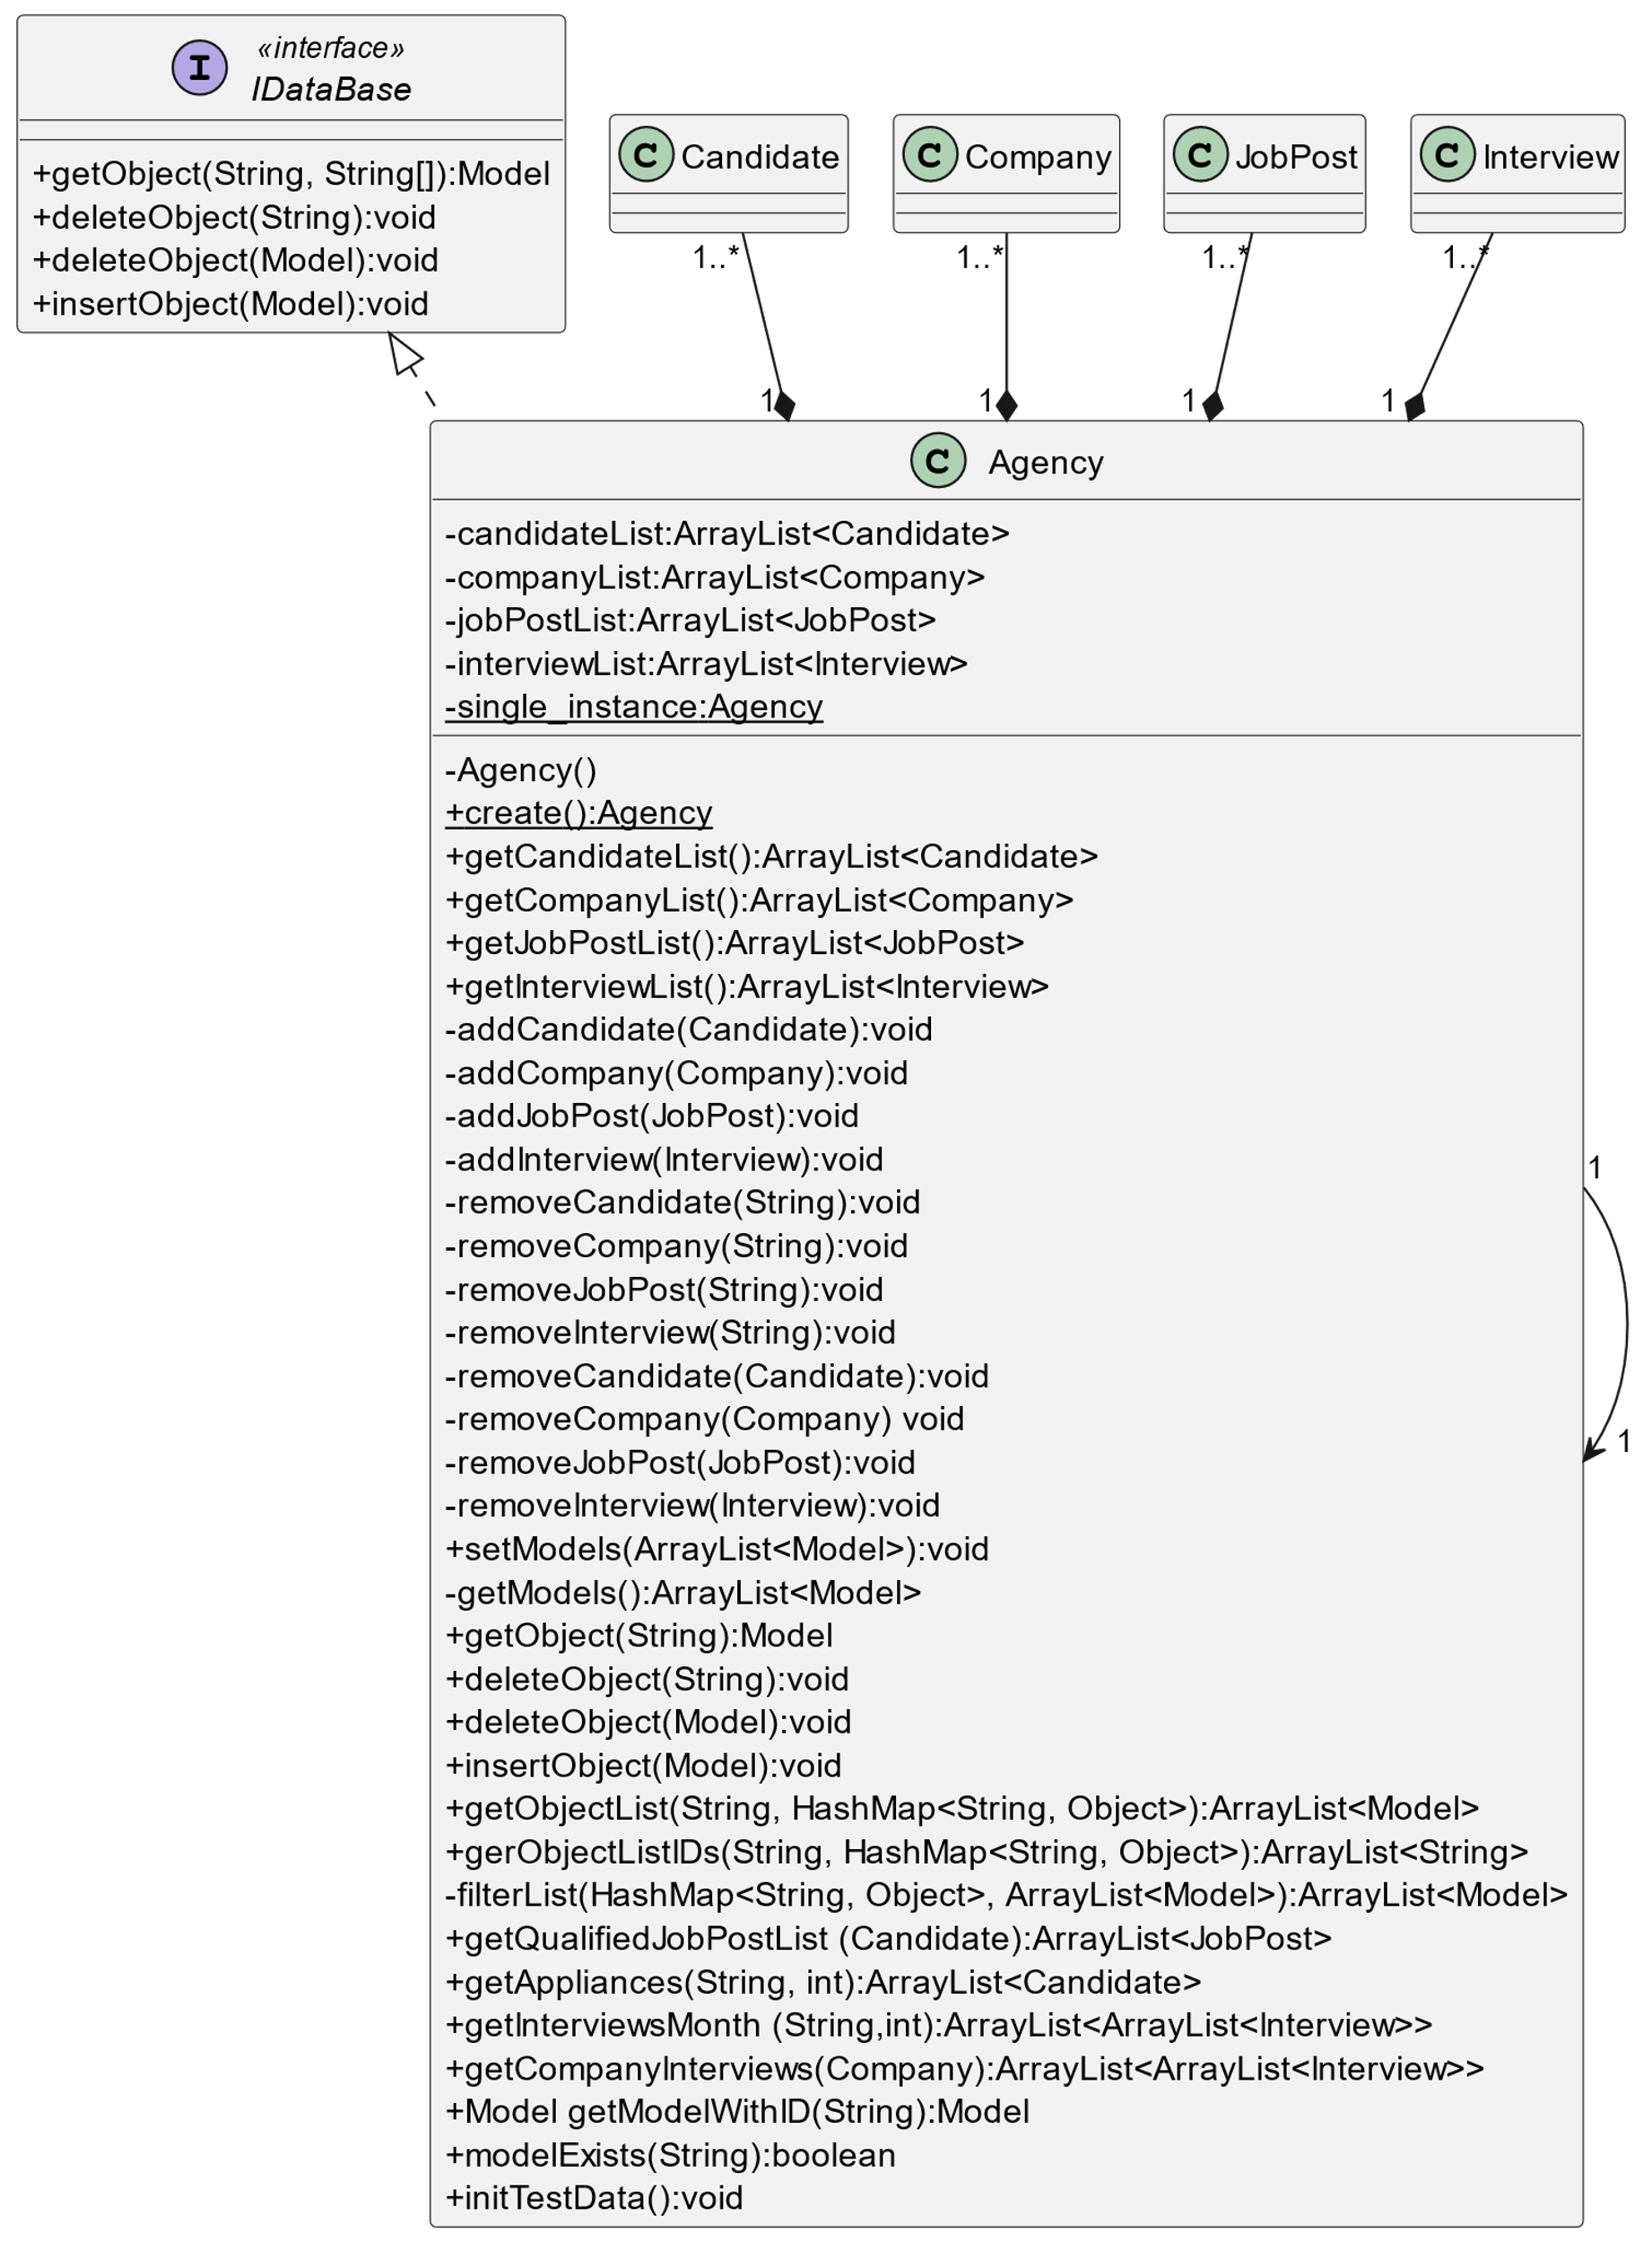 I
«interface»
IDataBase
+getObject(String, String[]):Model
+deleteObject(String):void
+deleteObject(Model):void
+insertObject(Model):void
C Candidate
C Company
C JobPost
C Interview
1..*
1..*
1..*
1..*
1
1
1
1
C Agency
-candidateList:ArrayList<Candidate>
-companyList:ArrayList<Company>
-jobPostList:ArrayList<JobPost>
-interviewList:ArrayList<Interview>
-single_instance:Agency
-Agency()
+create():Agency
+getCandidateList():ArrayList<Candidate>
+getCompanyList():ArrayList<Company>
+getJobPostList():ArrayList<JobPost>
+getInterviewList():ArrayList<Interview>
-addCandidate(Candidate):void
-addCompany(Company):void
-addJobPost(JobPost):void
-addInterview(Interview):void
-removeCandidate(String):void
-removeCompany(String):void
-removeJobPost(String):void
-removeInterview(String):void
-removeCandidate(Candidate):void
-removeCompany(Company) void
-removeJobPost(JobPost):void
-removeInterview(Interview):void
+setModels(ArrayList<Model>):void
-getModels():ArrayList<Model>
+getObject(String):Model
+deleteObject(String):void
+deleteObject(Model):void
+insertObject(Model):void
+getObjectList(String, HashMap<String, Object>):ArrayList<Model>
+gerObjectListIDs(String, HashMap<String, Object>):ArrayList<String>
-filterList(HashMap<String, Object>, ArrayList<Model>):ArrayList<Model>
+getQualifiedJobPostList (Candidate):ArrayList<JobPost>
+getAppliances(String, int):ArrayList<Candidate>
+getInterviewsMonth (String,int):ArrayList<ArrayList<Interview>>
+getCompanyInterviews(Company):ArrayList<ArrayList<Interview>>
+Model getModelWithID(String):Model
+modelExists(String):boolean
+initTestData():void
1
1